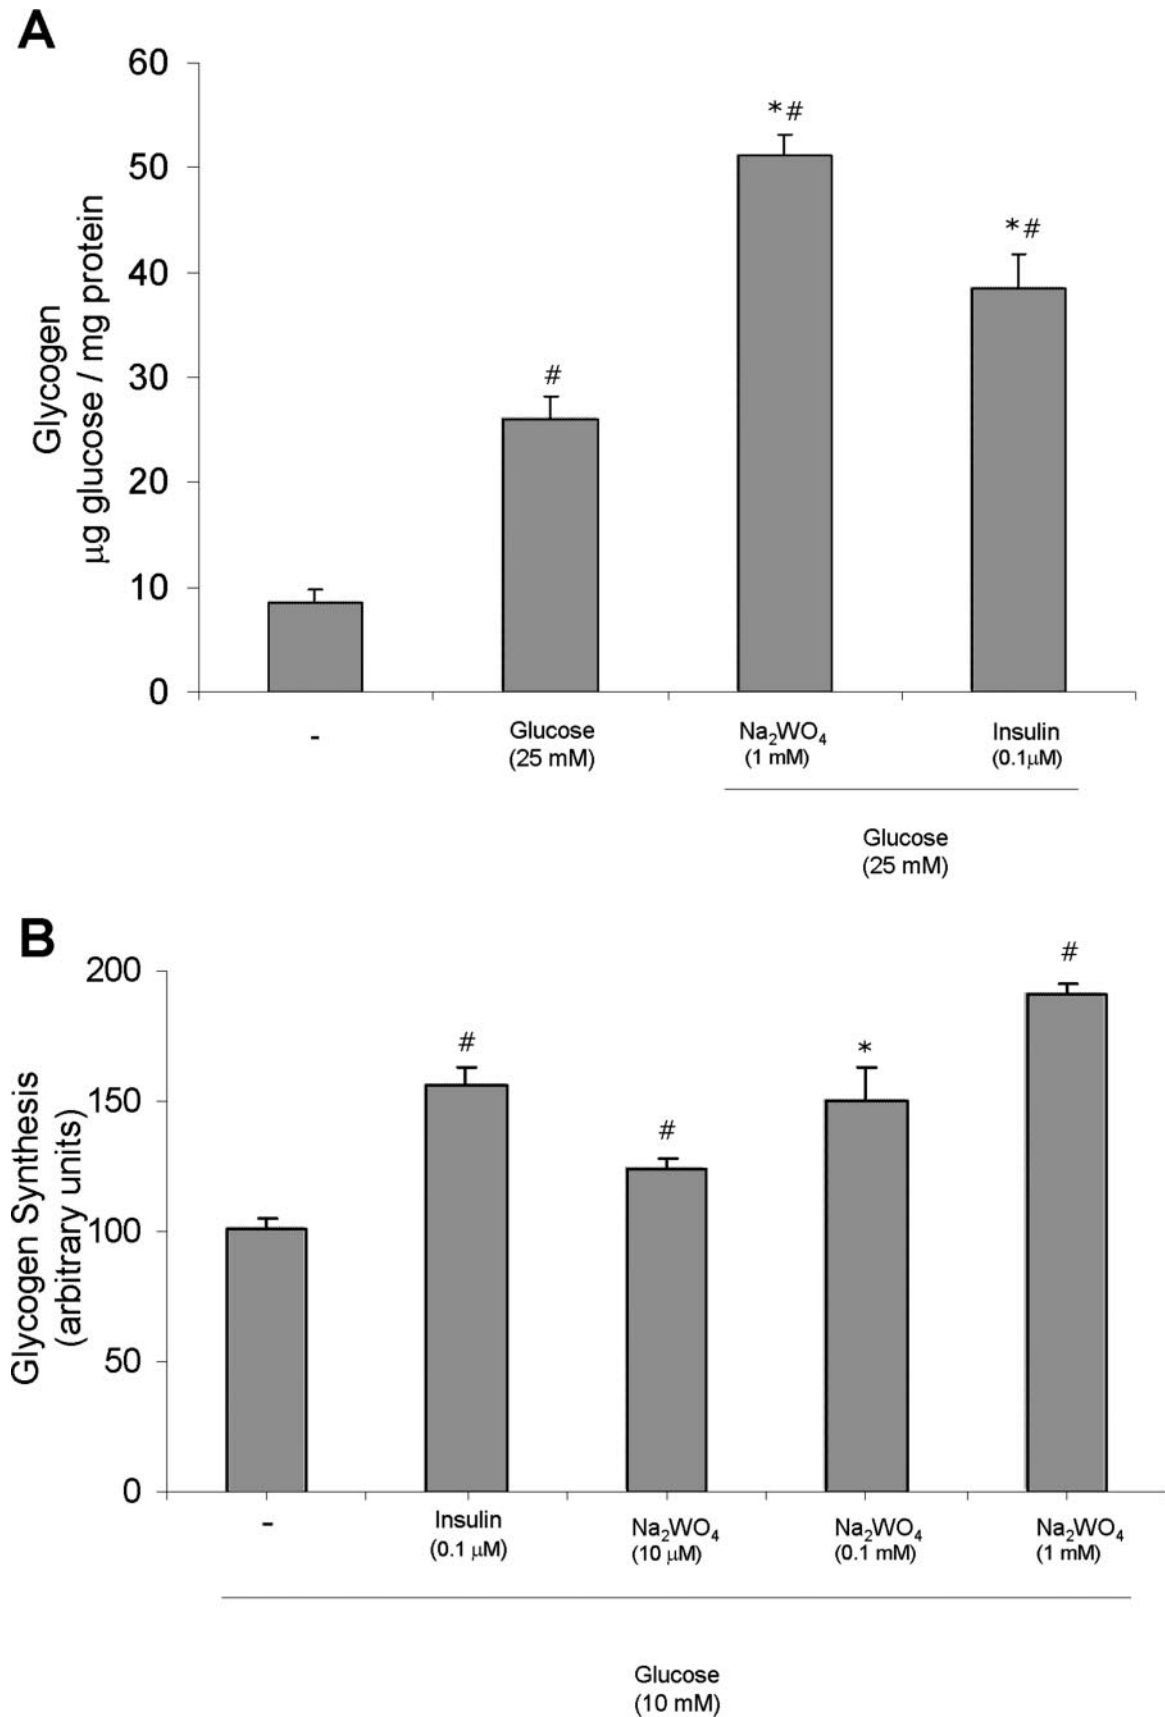 A
60
50
40
30
20
10
0
Glycogen
μg glucose / mg protein
#
*#
*#
-
Glucose
(25 mM)
Na₂WO₄
(1 mM)
Insulin
(0.1μM)
Glucose
(25 mM)
B
200
150
100
50
0
Glycogen Synthesis
(arbitrary units)
#
#
*
#
-
Insulin
(0.1 μM)
Na₂WO₄
(10 μM)
Na₂WO₄
(0.1 mM)
Na₂WO₄
(1 mM)
Glucose
(10 mM)